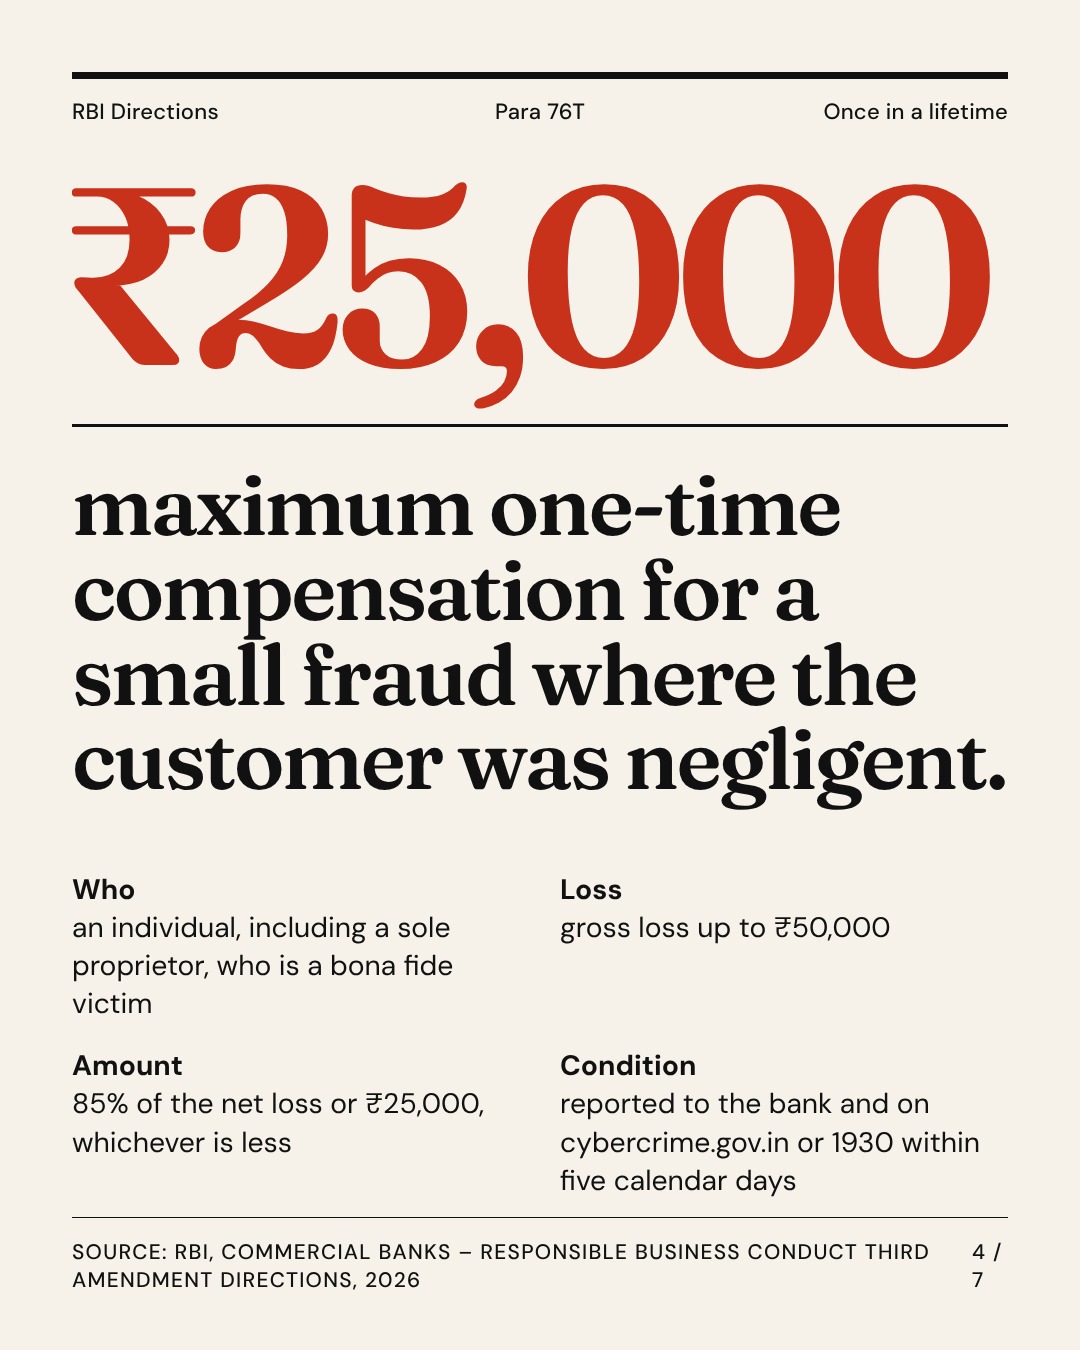 RBI Directions
Para 76T
Once in a lifetime
₹25,000
maximum one-time
compensation for a
small fraud where the
customer was negligent.
Who
an individual, including a sole
proprietor, who is a bona fide
victim
Loss
gross loss up to ₹50,000
Amount
85% of the net loss or ₹25,000,
whichever is less
Condition
reported to the bank and on
cybercrime.gov.in or 1930 within
five calendar days
SOURCE: RBI, COMMERCIAL BANKS – RESPONSIBLE BUSINESS CONDUCT THIRD
AMENDMENT DIRECTIONS, 2026
4 /
7